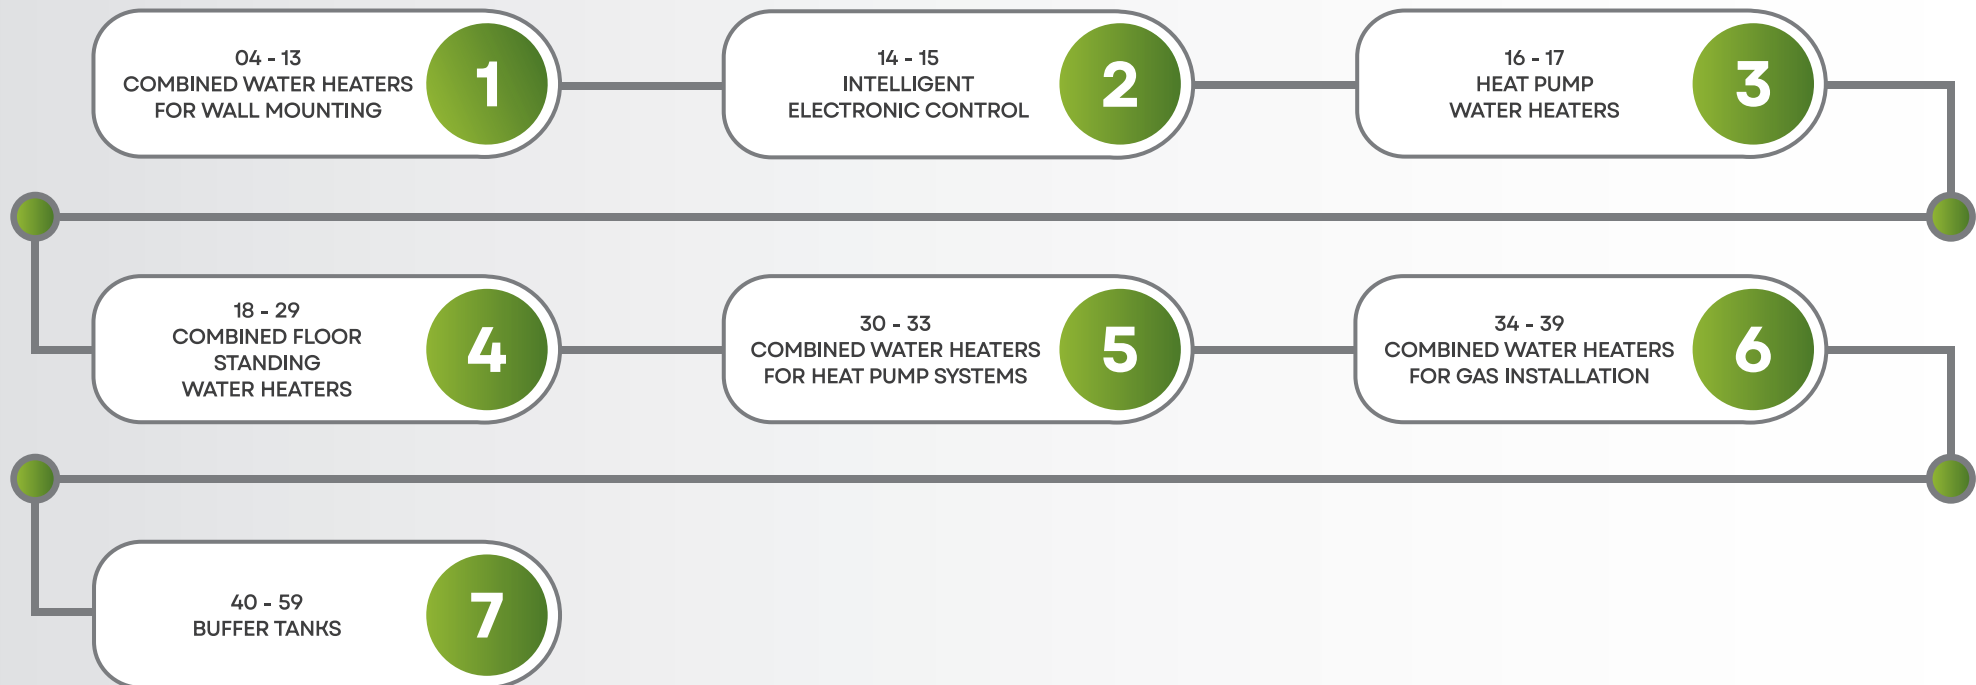 04 - 13
COMBINED WATER HEATERS
FOR WALL MOUNTING
1
14 - 15
INTELLIGENT
ELECTRONIC CONTROL
2
16 - 17
HEAT PUMP
WATER HEATERS
3
18 - 29
COMBINED FLOOR
STANDING
WATER HEATERS
4
30 - 33
COMBINED WATER HEATERS
FOR HEAT PUMP SYSTEMS
5
34 - 39
COMBINED WATER HEATERS
FOR GAS INSTALLATION
6
40 - 59
BUFFER TANKS
7